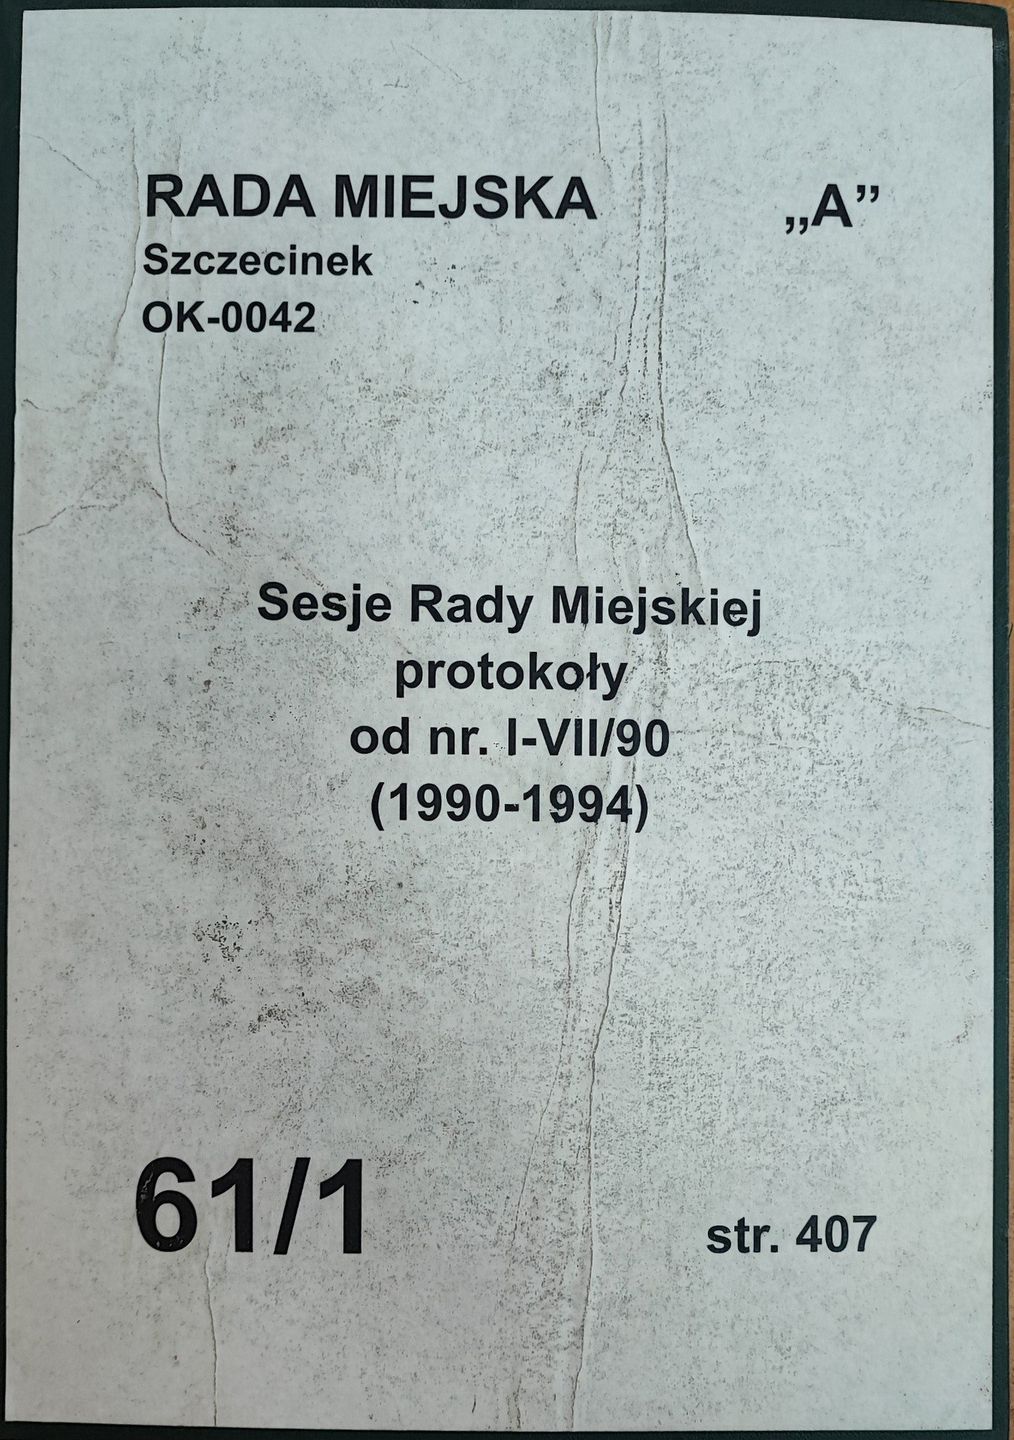 RADA MIEJSKA
„A”
Szczecinek
OK-0042
Sesje Rady Miejskiej
protokoły
od nr. I-VII/90
(1990-1994)
61/1
str. 407